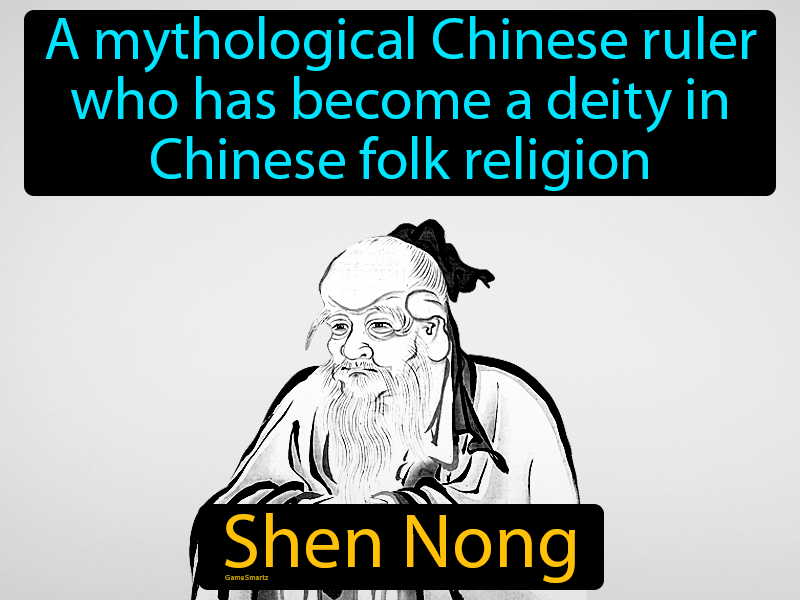 A mythological Chinese ruler
who has become a deity in
Chinese folk religion
Shen Nong
GameSmartz